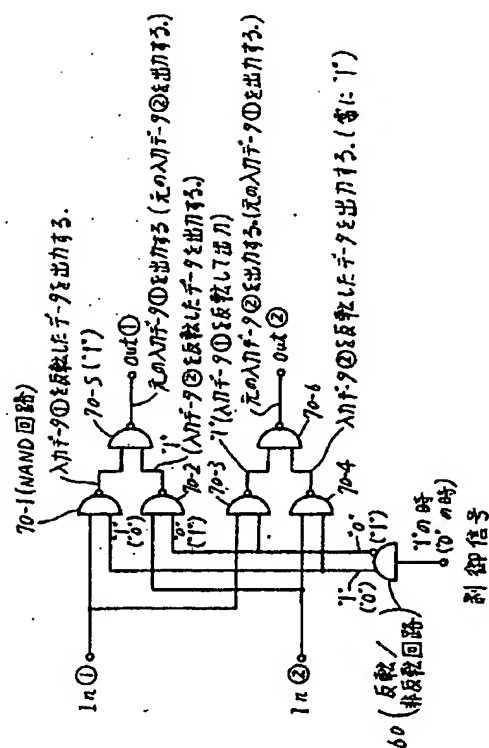 70-1(NAND回路)
入力データ①を反転したデータを出力する.
70-5("1")
Out①
元の入力データ①を出力する(元の入力データ②を出力する.)
"1"
("0")
"1"
70-2(入力データ②を反転したデータを出力する.)
"0"
("1")
70-3
"1"(入力データ①を反転して出力)
元の入力データ②を出力する.(元の入力データ①を出力する.)
Out②
70-6
70-4
入力データ②を反転したデータを出力する.(常に"1")
In①
In②
"1"
("0")
"0"
("1")
60(反転/非反転回路)
"1"の時
("0"の時)
制御信号